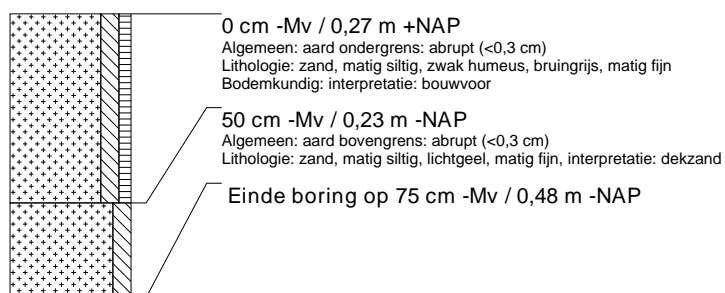 0 cm -Mv / 0,27 m +NAP
Algemeen: aard ondergrens: abrupt (<0,3 cm)
Lithologie: zand, matig siltig, zwak humeus, bruingrijs, matig fijn
Bodemkundig: interpretatie: bouwvoor
50 cm -Mv / 0,23 m -NAP
Algemeen: aard bovengrens: abrupt (<0,3 cm)
Lithologie: zand, matig siltig, lichtgeel, matig fijn, interpretatie: dekzand
Einde boring op 75 cm -Mv / 0,48 m -NAP